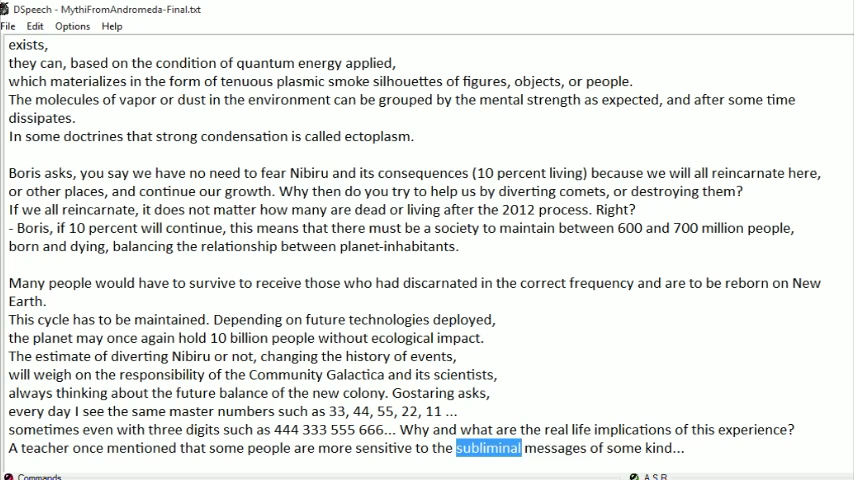 DSpeech - MythiFromAndromeda-Final.txt
File Edit Options Help
exists,
they can, based on the condition of quantum energy applied,
which materializes in the form of tenuous plasmic smoke silhouettes of figures, objects, or people.
The molecules of vapor or dust in the environment can be grouped by the mental strength as expected, and after some time
dissipates.
In some doctrines that strong condensation is called ectoplasm.
Boris asks, you say we have no need to fear Nibiru and its consequences (10 percent living) because we will all reincarnate here,
or other places, and continue our growth. Why then do you try to help us by diverting comets, or destroying them?
If we all reincarnate, it does not matter how many are dead or living after the 2012 process. Right?
- Boris, if 10 percent will continue, this means that there must be a society to maintain between 600 and 700 million people,
born and dying, balancing the relationship between planet-inhabitants.
Many people would have to survive to receive those who had discarnated in the correct frequency and are to be reborn on New
Earth.
This cycle has to be maintained. Depending on future technologies deployed,
the planet may once again hold 10 billion people without ecological impact.
The estimate of diverting Nibiru or not, changing the history of events,
will weigh on the responsibility of the Community Galactica and its scientists,
always thinking about the future balance of the new colony. Gostaring asks,
every day I see the same master numbers such as 33, 44, 55, 22, 11 ...
sometimes even with three digits such as 444 333 555 666... Why and what are the real life implications of this experience?
A teacher once mentioned that some people are more sensitive to the subliminal messages of some kind...
Commands A.S.R.